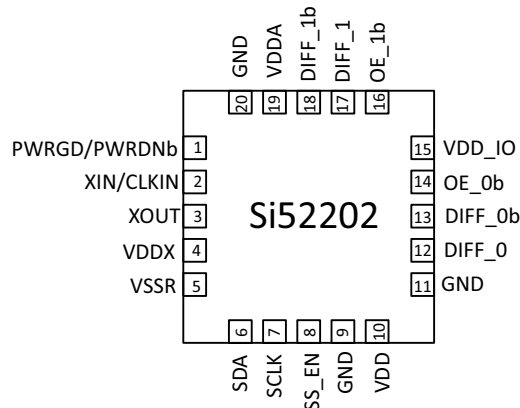 GND
VDDA
DIFF_1b
DIFF_1
OE_1b
20
19
18
17
16
PWRGD/PWRDNb 1
XIN/CLKIN 2
XOUT 3
VDDX 4
VSSR 5
Si52202
15 VDD_IO
14 OE_0b
13 DIFF_0b
12 DIFF_0
11 GND
6
7
8
9
10
SDA
SCLK
SS_EN
GND
VDD